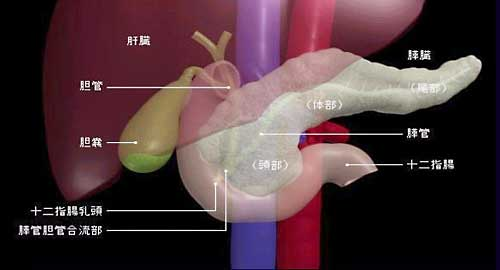 肝臓
膵臓
胆管
（尾部）
（体部）
胆嚢
膵管
（頭部）
十二指腸
十二指腸乳頭
膵管胆管合流部